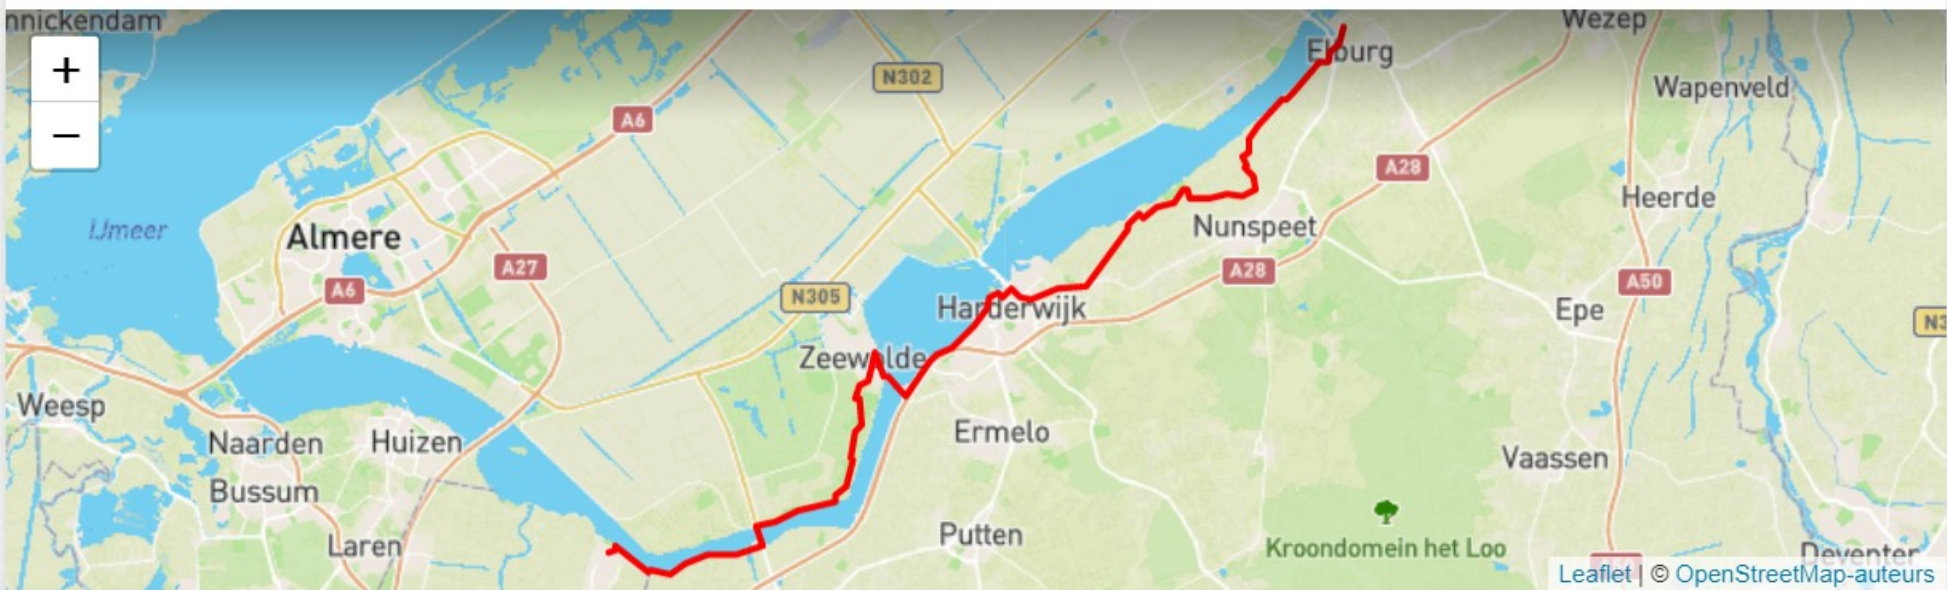 nnickendam
Wezep
+
Elburg
A6
N302
Wapenveld
−
A28
Heerde
IJmeer
Almere
Nunspeet
A27
A28
A50
A6
N305
Harderwijk
Epe
N3
Zeewolde
Weesp
Naarden
Huizen
Ermelo
Vaassen
Bussum
Putten
Laren
Kroondomein het Loo
Deventer
Leaflet | © OpenStreetMap-auteurs